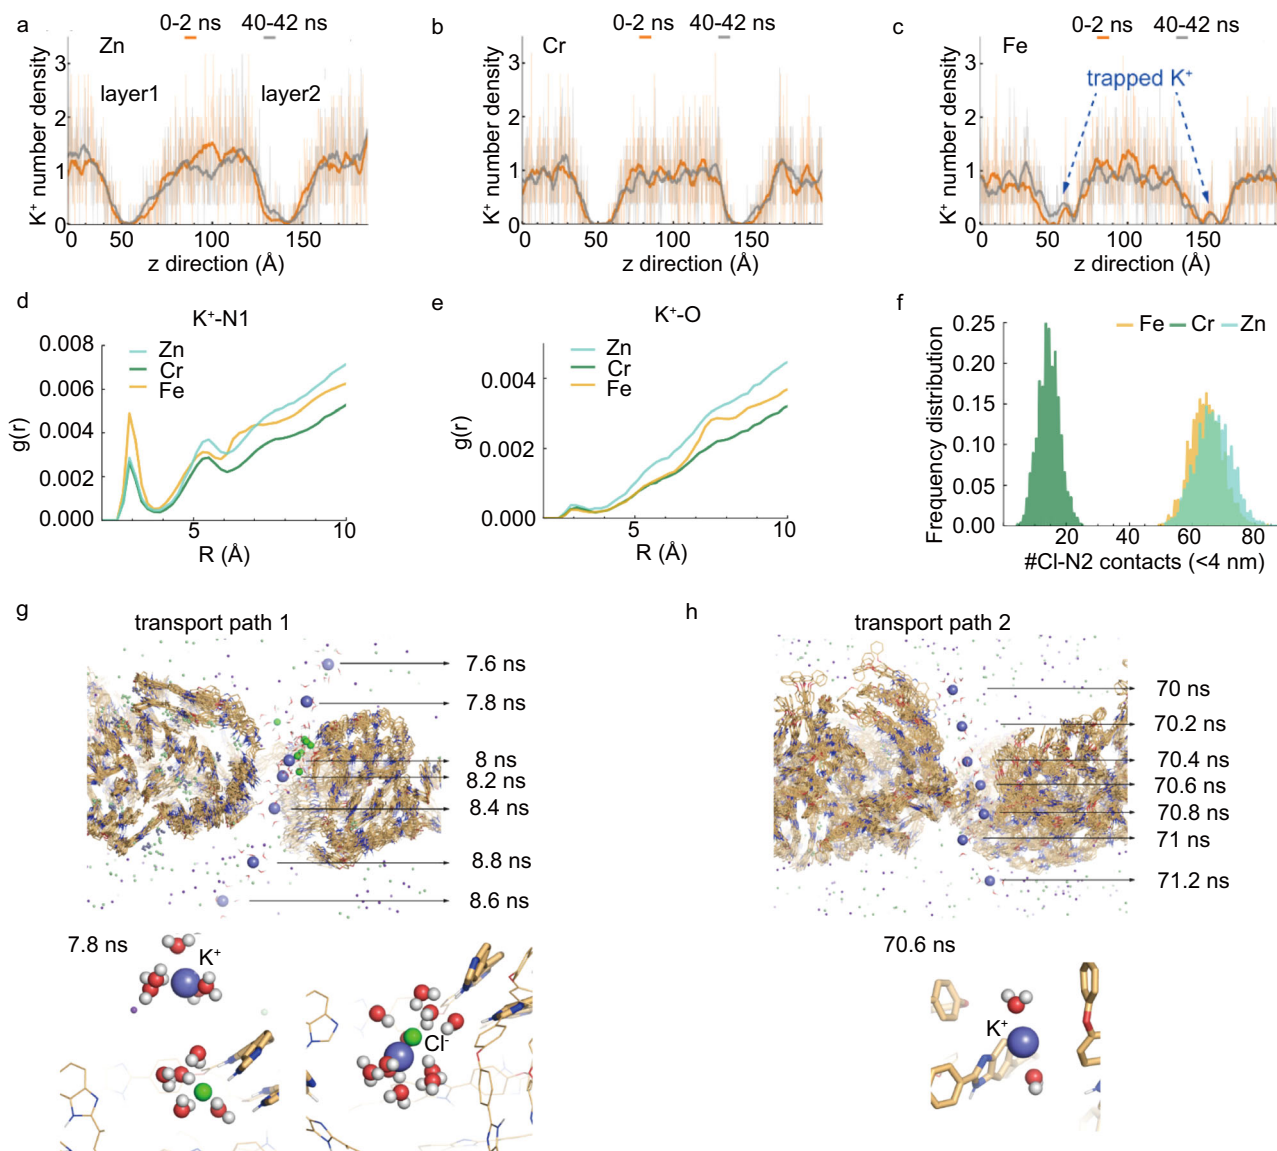 a
0-2 ns
40-42 ns
Zn
layer1
layer2
K⁺ number density
3
2
1
0
0
50
100
150
z direction (Å)
b
0-2 ns
40-42 ns
Cr
K⁺ number density
3
2
1
0
0
50
100
150
z direction (Å)
c
0-2 ns
40-42 ns
Fe
trapped K⁺
K⁺ number density
3
2
1
0
0
50
100
150
z direction (Å)
d
K⁺-N1
Zn
Cr
Fe
g(r)
0.008
0.006
0.004
0.002
0.000
5
10
R (Å)
e
K⁺-O
Zn
Cr
Fe
g(r)
0.004
0.002
0.000
5
10
R (Å)
f
Fe
Cr
Zn
Frequency distribution
0.25
0.20
0.15
0.10
0.05
0.00
20
40
60
80
#Cl-N2 contacts (<4 nm)
g
transport path 1
7.6 ns
7.8 ns
8 ns
8.2 ns
8.4 ns
8.8 ns
8.6 ns
7.8 ns
K⁺
Cl⁻
h
transport path 2
70 ns
70.2 ns
70.4 ns
70.6 ns
70.8 ns
71 ns
71.2 ns
70.6 ns
K⁺